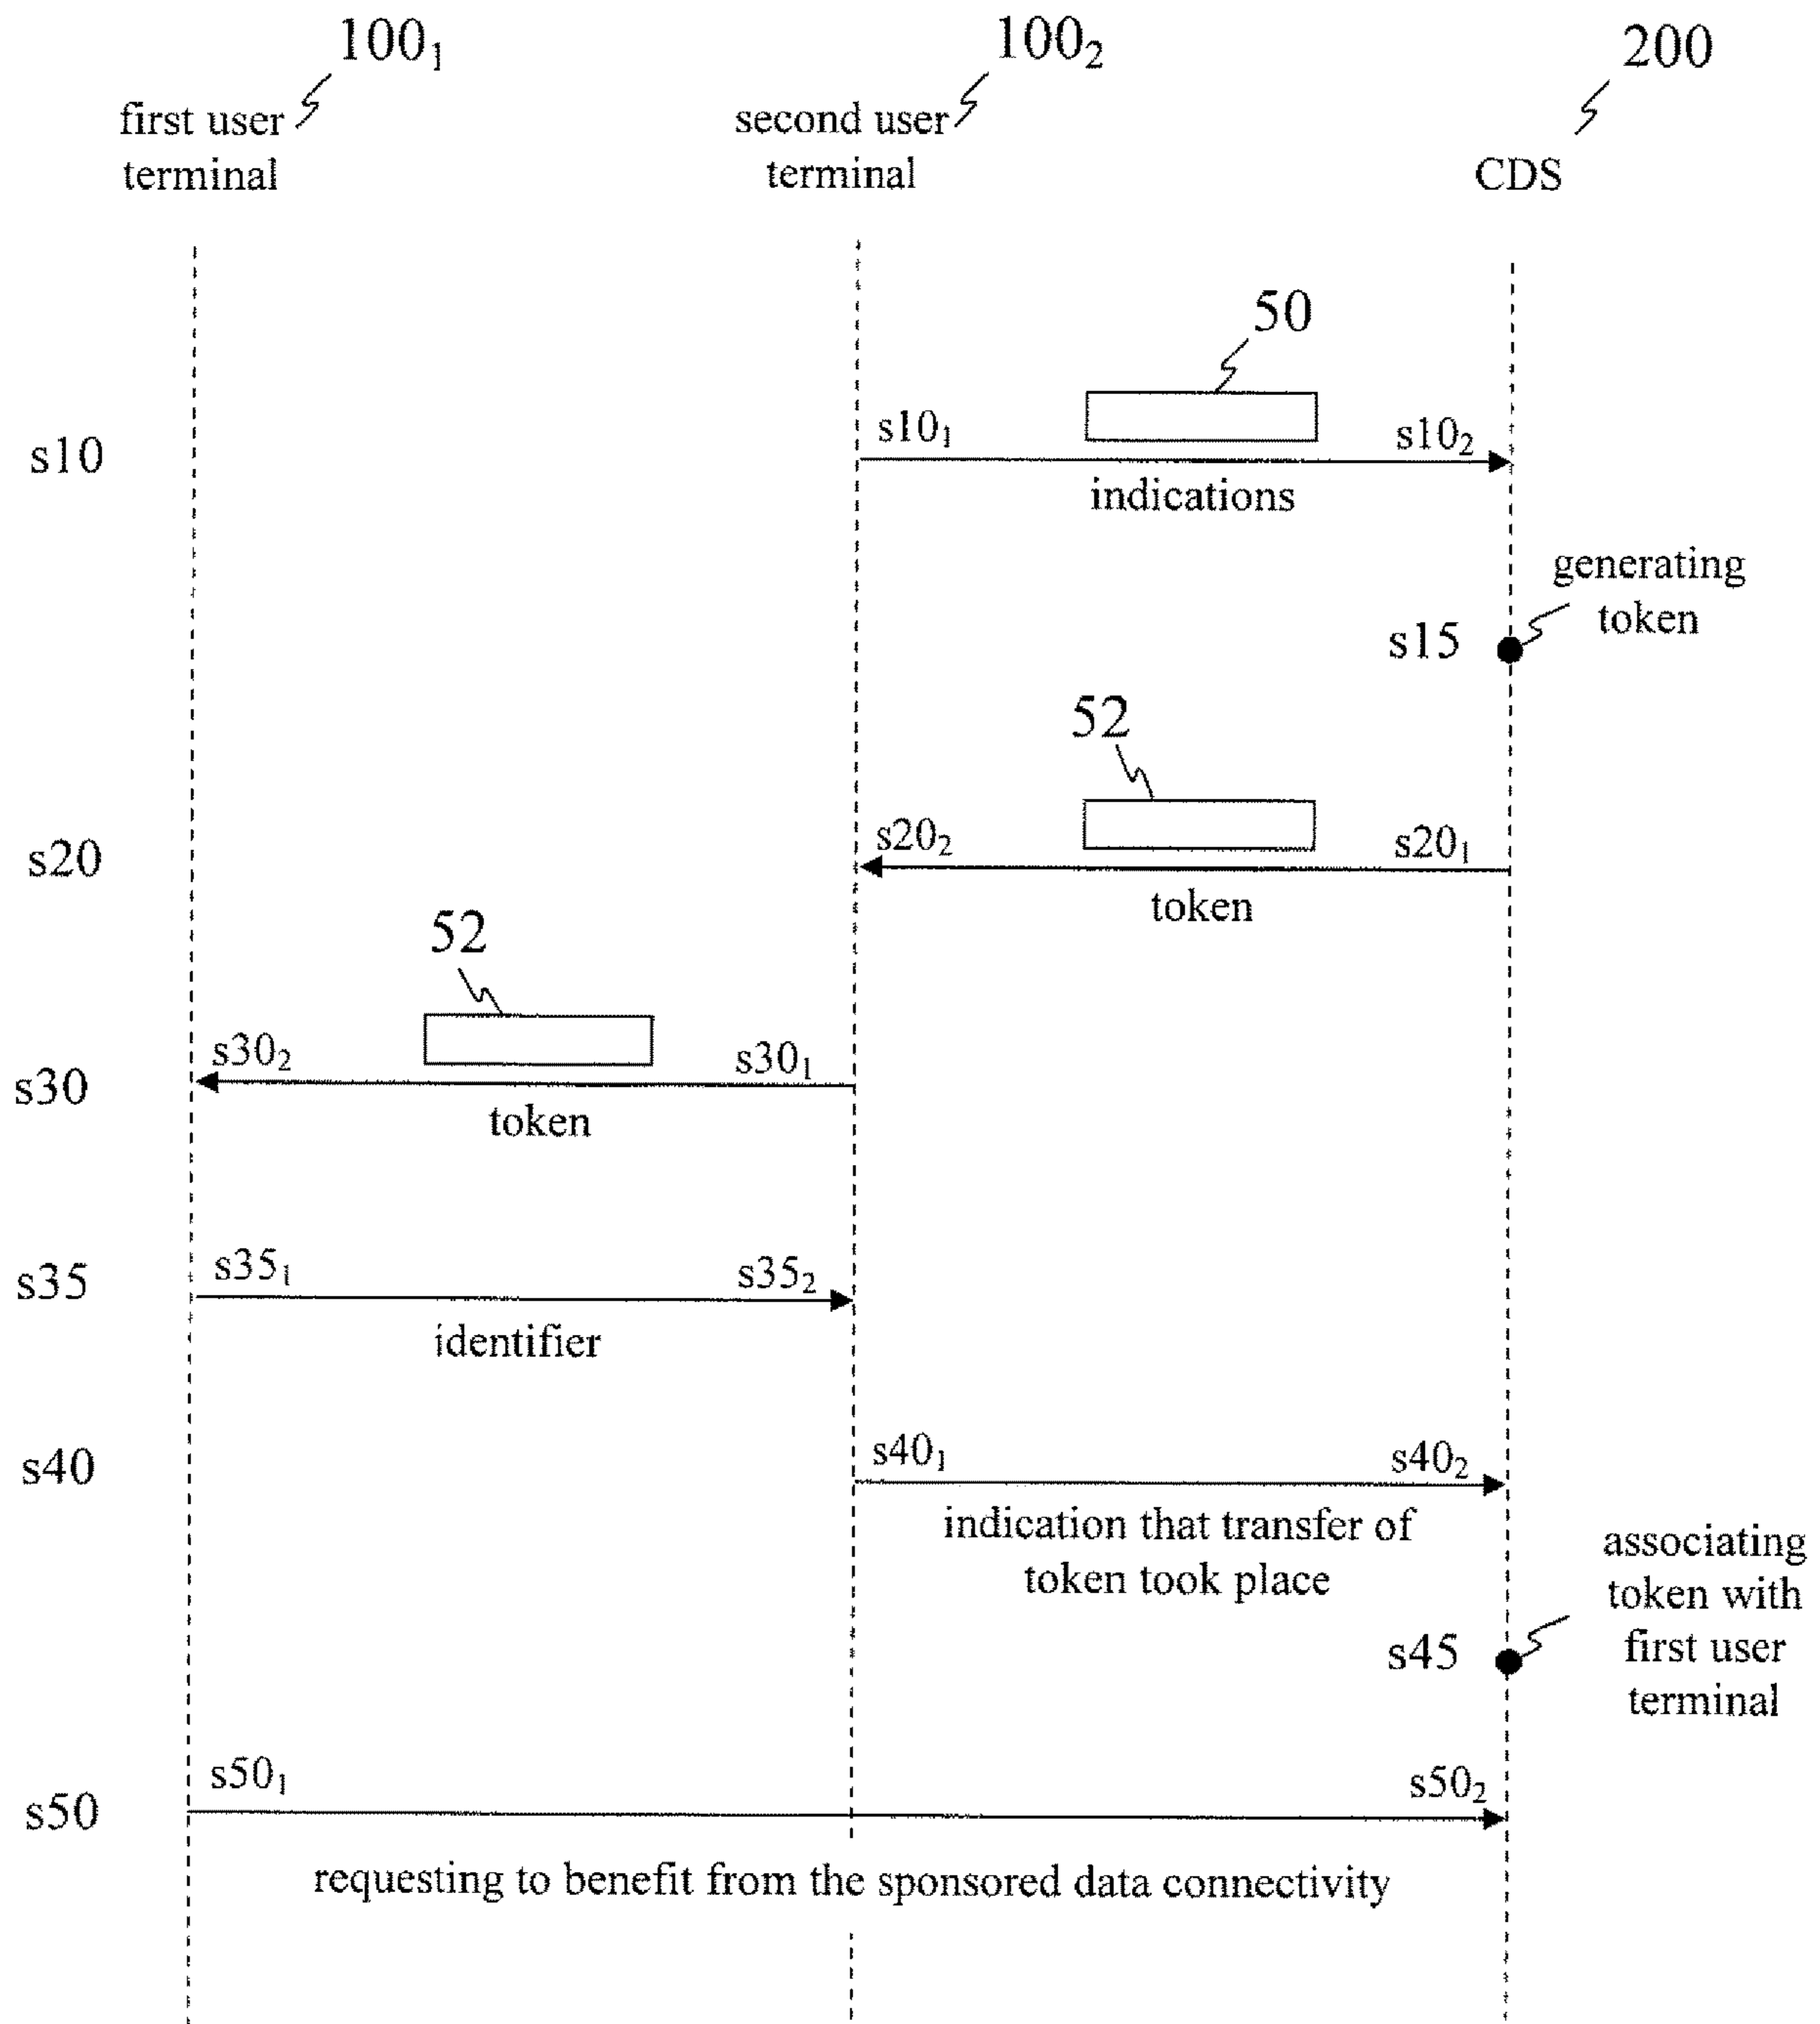 100₁
100₂
200
first user
terminal
second user
terminal
CDS
50
s10
s10₁
s10₂
indications
generating
token
s15
52
s20
s20₂
s20₁
token
52
s30
s30₂
s30₁
token
s35
s35₁
s35₂
identifier
s40
s40₁
s40₂
indication that transfer of
token took place
associating
token with
first user
terminal
s45
s50
s50₁
s50₂
requesting to benefit from the sponsored data connectivity